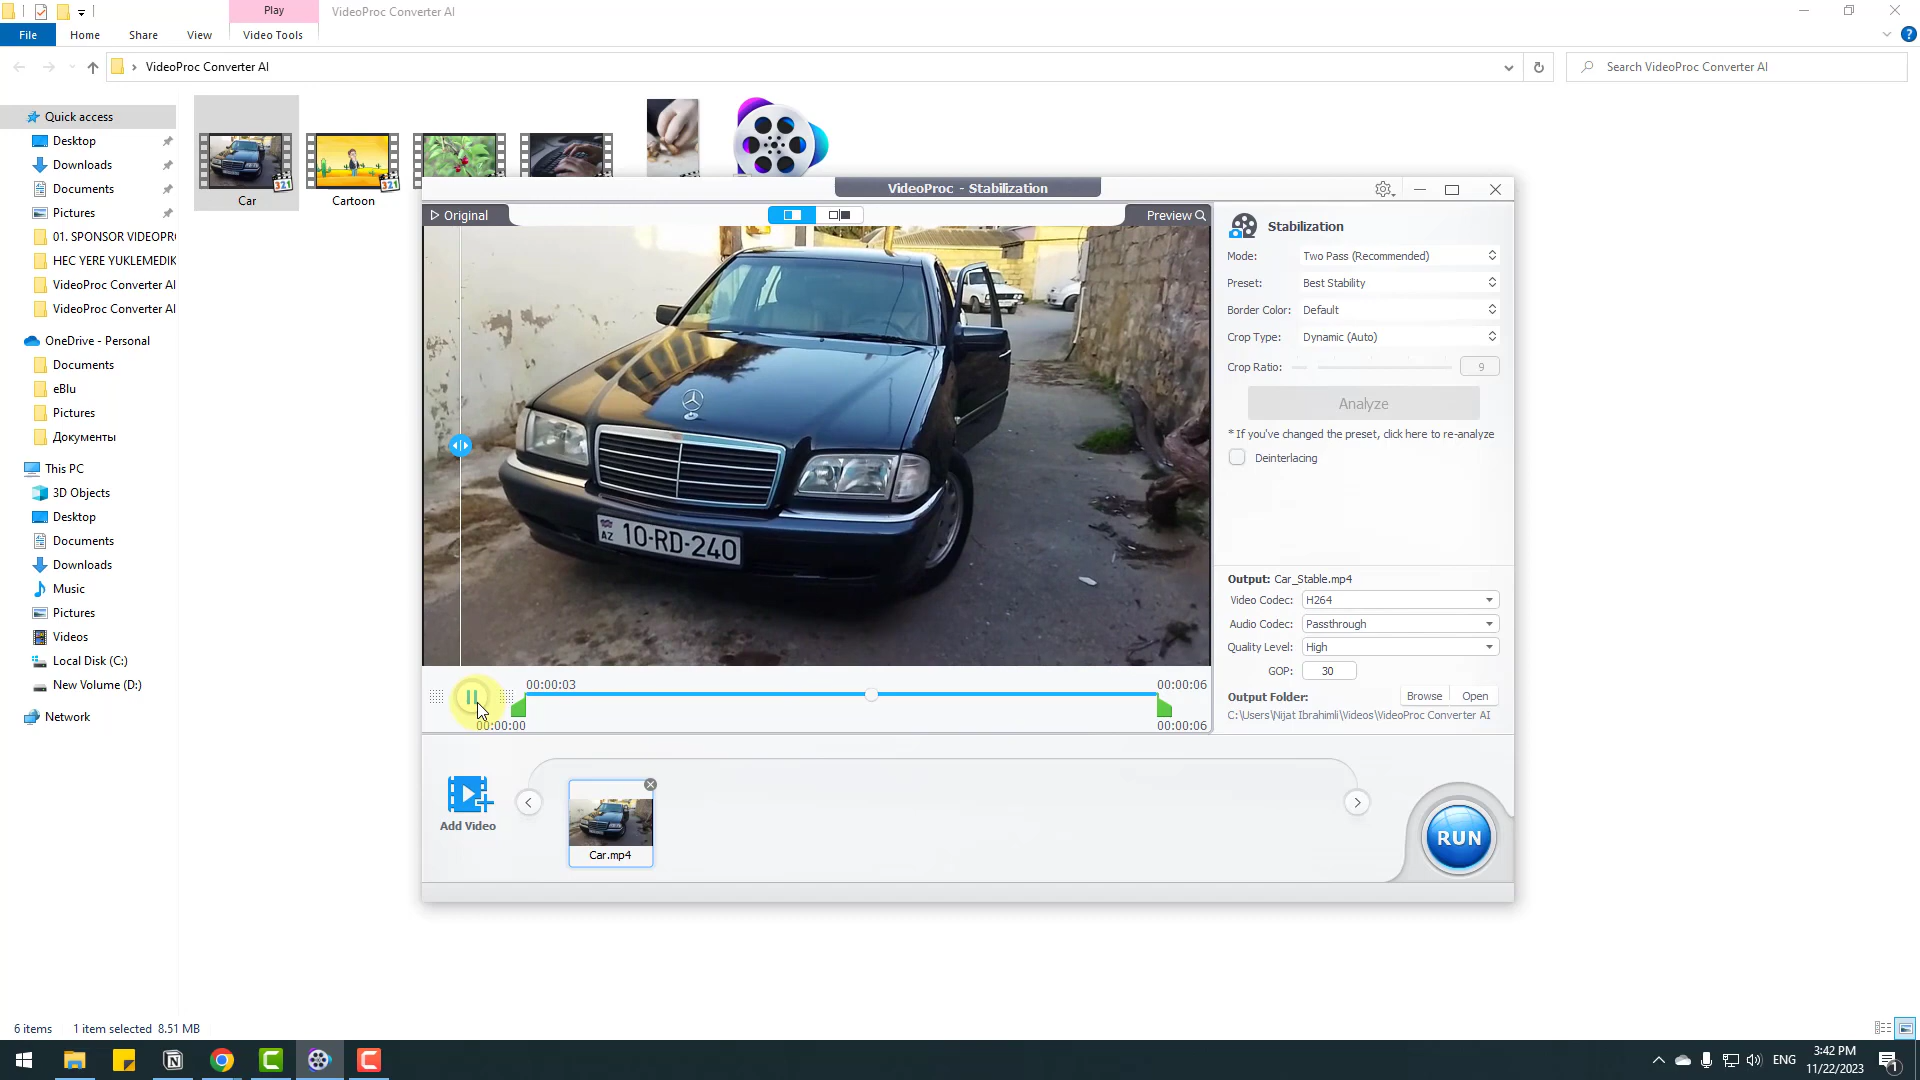 Play
VideoProc Converter AI
File
Home
Share
View
Video Tools
VideoProc Converter AI
Search VideoProc Converter AI
Quick access
Desktop
Downloads
Documents
Pictures
01. SPONSOR VIDEOPRO
HEC YERE YUKLEMEDIK
VideoProc Converter AI
VideoProc Converter AI
OneDrive - Personal
Documents
eBlu
Pictures
Документы
This PC
3D Objects
Desktop
Documents
Downloads
Music
Pictures
Videos
Local Disk (C:)
New Volume (D:)
Network
321
Car
321
Cartoon
VideoProc - Stabilization
Original
Preview
AZ 10-RD-240
00:00:03
00:00:06
00:00:00
00:00:06
Stabilization
Mode: Two Pass (Recommended)
Preset: Best Stability
Border Color: Default
Crop Type: Dynamic (Auto)
Crop Ratio: 9
Analyze
* If you've changed the preset, click here to re-analyze
Deinterlacing
Output: Car_Stable.mp4
Video Codec: H264
Audio Codec: Passthrough
Quality Level: High
GOP: 30
Output Folder: Browse Open
C:\Users\Nijat Ibrahimli\Videos\VideoProc Converter AI
Add Video
Car.mp4
RUN
6 items 1 item selected 8.51 MB
ENG
3:42 PM
11/22/2023
1